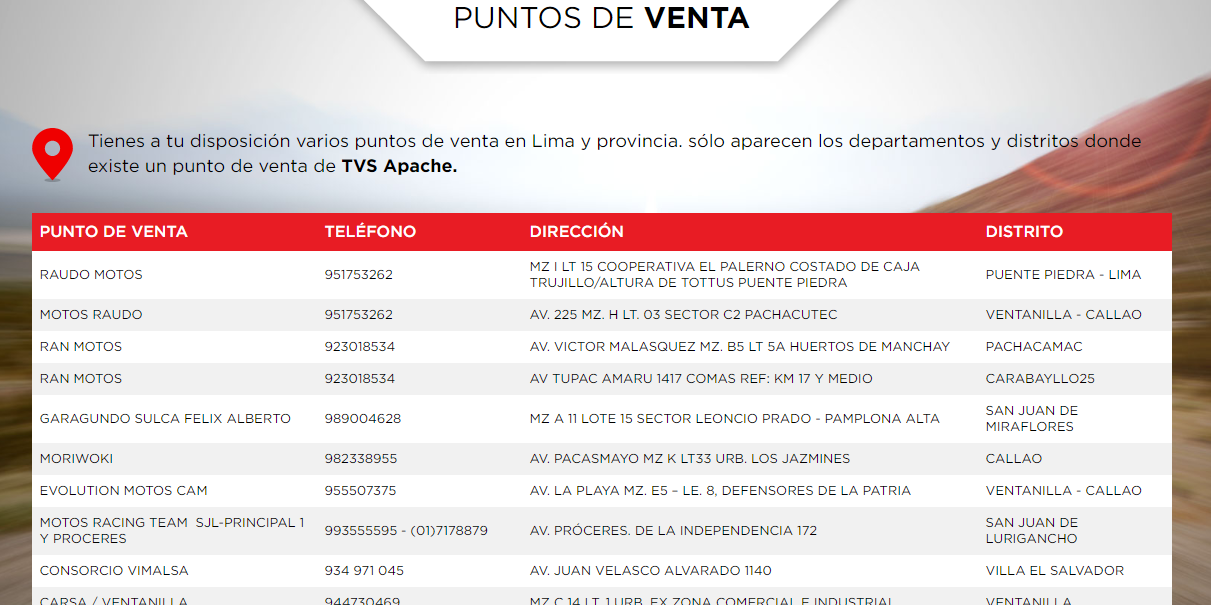 PUNTOS DE VENTA
Tienes a tu disposición varios puntos de venta en Lima y provincia. sólo aparecen los departamentos y distritos donde
existe un punto de venta de TVS Apache.
PUNTO DE VENTA TELÉFONO DIRECCIÓN DISTRITO
RAUDO MOTOS 951753262 MZ I LT 15 COOPERATIVA EL PALERNO COSTADO DE CAJA
TRUJILLO/ALTURA DE TOTTUS PUENTE PIEDRA PUENTE PIEDRA - LIMA
MOTOS RAUDO 951753262 AV. 225 MZ. H LT. 03 SECTOR C2 PACHACUTEC VENTANILLA - CALLAO
RAN MOTOS 923018534 AV. VICTOR MALASQUEZ MZ. B5 LT 5A HUERTOS DE MANCHAY PACHACAMAC
RAN MOTOS 923018534 AV TUPAC AMARU 1417 COMAS REF: KM 17 Y MEDIO CARABAYLLO25
GARAGUNDO SULCA FELIX ALBERTO 989004628 MZ A 11 LOTE 15 SECTOR LEONCIO PRADO - PAMPLONA ALTA SAN JUAN DE
MIRAFLORES
MORIWOKI 982338955 AV. PACASMAYO MZ K LT33 URB. LOS JAZMINES CALLAO
EVOLUTION MOTOS CAM 955507375 AV. LA PLAYA MZ. E5 – LE. 8, DEFENSORES DE LA PATRIA VENTANILLA - CALLAO
MOTOS RACING TEAM SJL-PRINCIPAL 1
Y PROCERES 993555595 - (01)7178879 AV. PRÓCERES. DE LA INDEPENDENCIA 172 SAN JUAN DE
LURIGANCHO
CONSORCIO VIMALSA 934 971 045 AV. JUAN VELASCO ALVARADO 1140 VILLA EL SALVADOR
CARSA / VENTANILLA 944730469 MZ C 14 LT. 1 URB. EX ZONA COMERCIAL E INDUSTRIAL VENTANILLA